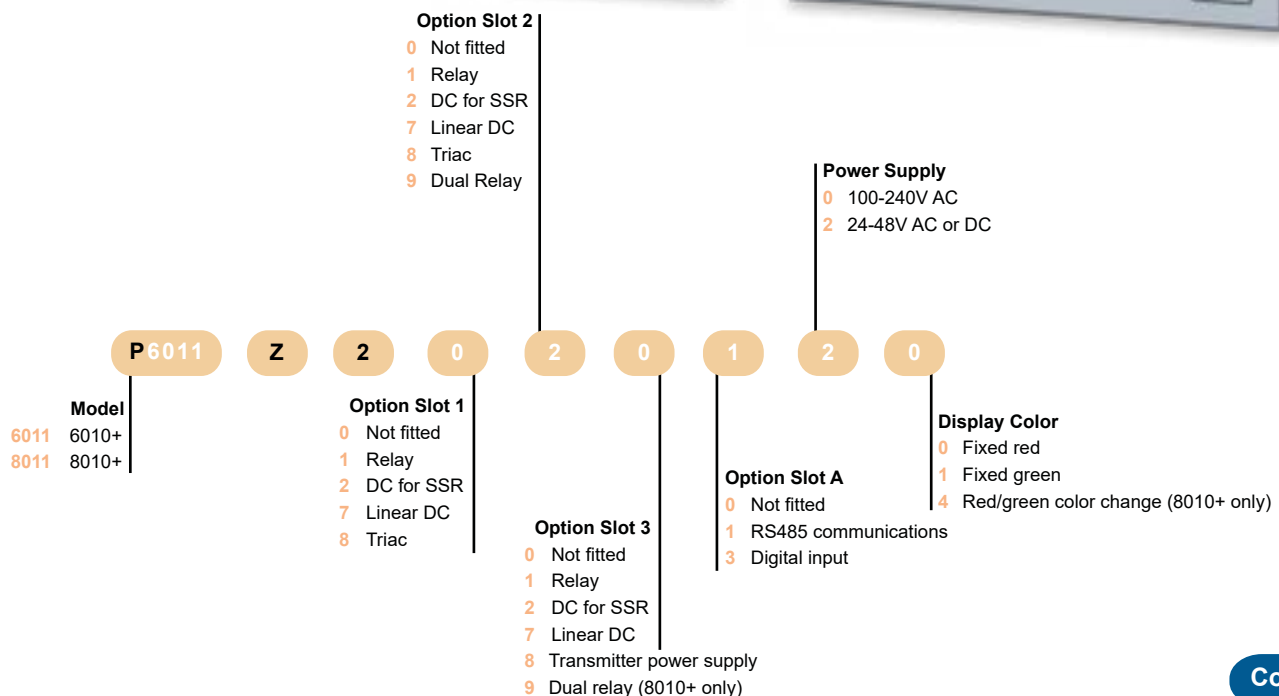 Option Slot 2
0 Not fitted
1 Relay
2 DC for SSR
7 Linear DC
8 Triac
9 Dual Relay
Power Supply
0 100-240V AC
2 24-48V AC or DC
P6011 Z 2 0 2 0 1 2 0
Model
6011 6010+
8011 8010+
Option Slot 1
0 Not fitted
1 Relay
2 DC for SSR
7 Linear DC
8 Triac
Option Slot 3
0 Not fitted
1 Relay
2 DC for SSR
7 Linear DC
8 Transmitter power supply
9 Dual relay (8010+ only)
Option Slot A
0 Not fitted
1 RS485 communications
3 Digital input
Display Color
0 Fixed red
1 Fixed green
4 Red/green color change (8010+ only)